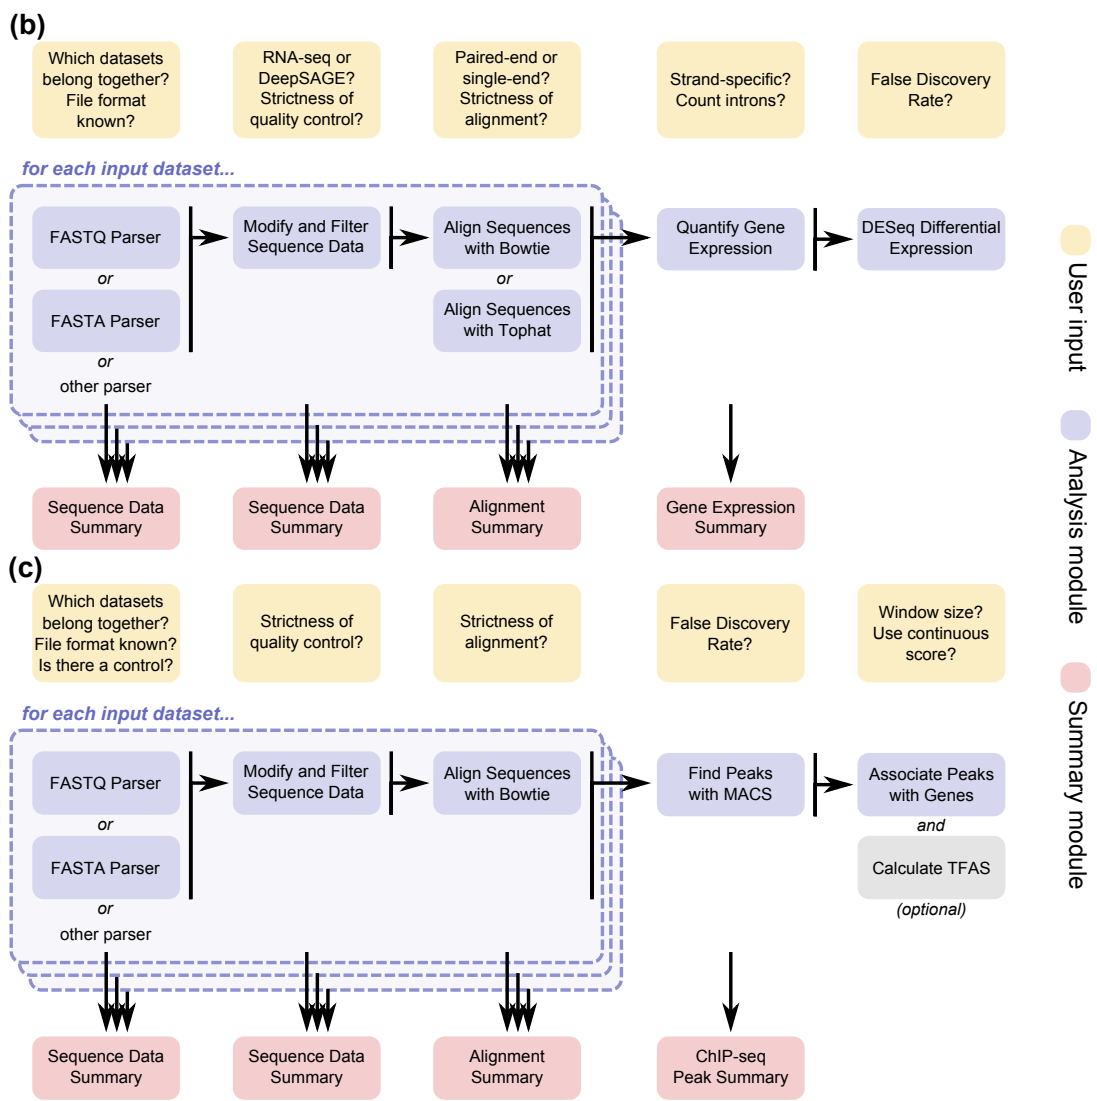 (b)
Which datasets
belong together?
File format
known?
RNA-seq or
DeepSAGE?
Strictness of
quality control?
Paired-end or
single-end?
Strictness of
alignment?
Strand-specific?
Count introns?
False Discovery
Rate?
for each input dataset...
FASTQ Parser
or
FASTA Parser
or
other parser
Modify and Filter
Sequence Data
Align Sequences
with Bowtie
or
Align Sequences
with Tophat
Quantify Gene
Expression
DESeq Differential
Expression
Sequence Data
Summary
Sequence Data
Summary
Alignment
Summary
Gene Expression
Summary
(c)
Which datasets
belong together?
File format known?
Is there a control?
Strictness of
quality control?
Strictness of
alignment?
False Discovery
Rate?
Window size?
Use continuous
score?
for each input dataset...
FASTQ Parser
or
FASTA Parser
or
other parser
Modify and Filter
Sequence Data
Align Sequences
with Bowtie
Find Peaks
with MACS
Associate Peaks
with Genes
and
Calculate TFAS
(optional)
Sequence Data
Summary
Sequence Data
Summary
Alignment
Summary
ChIP-seq
Peak Summary
User input
Analysis module
Summary module